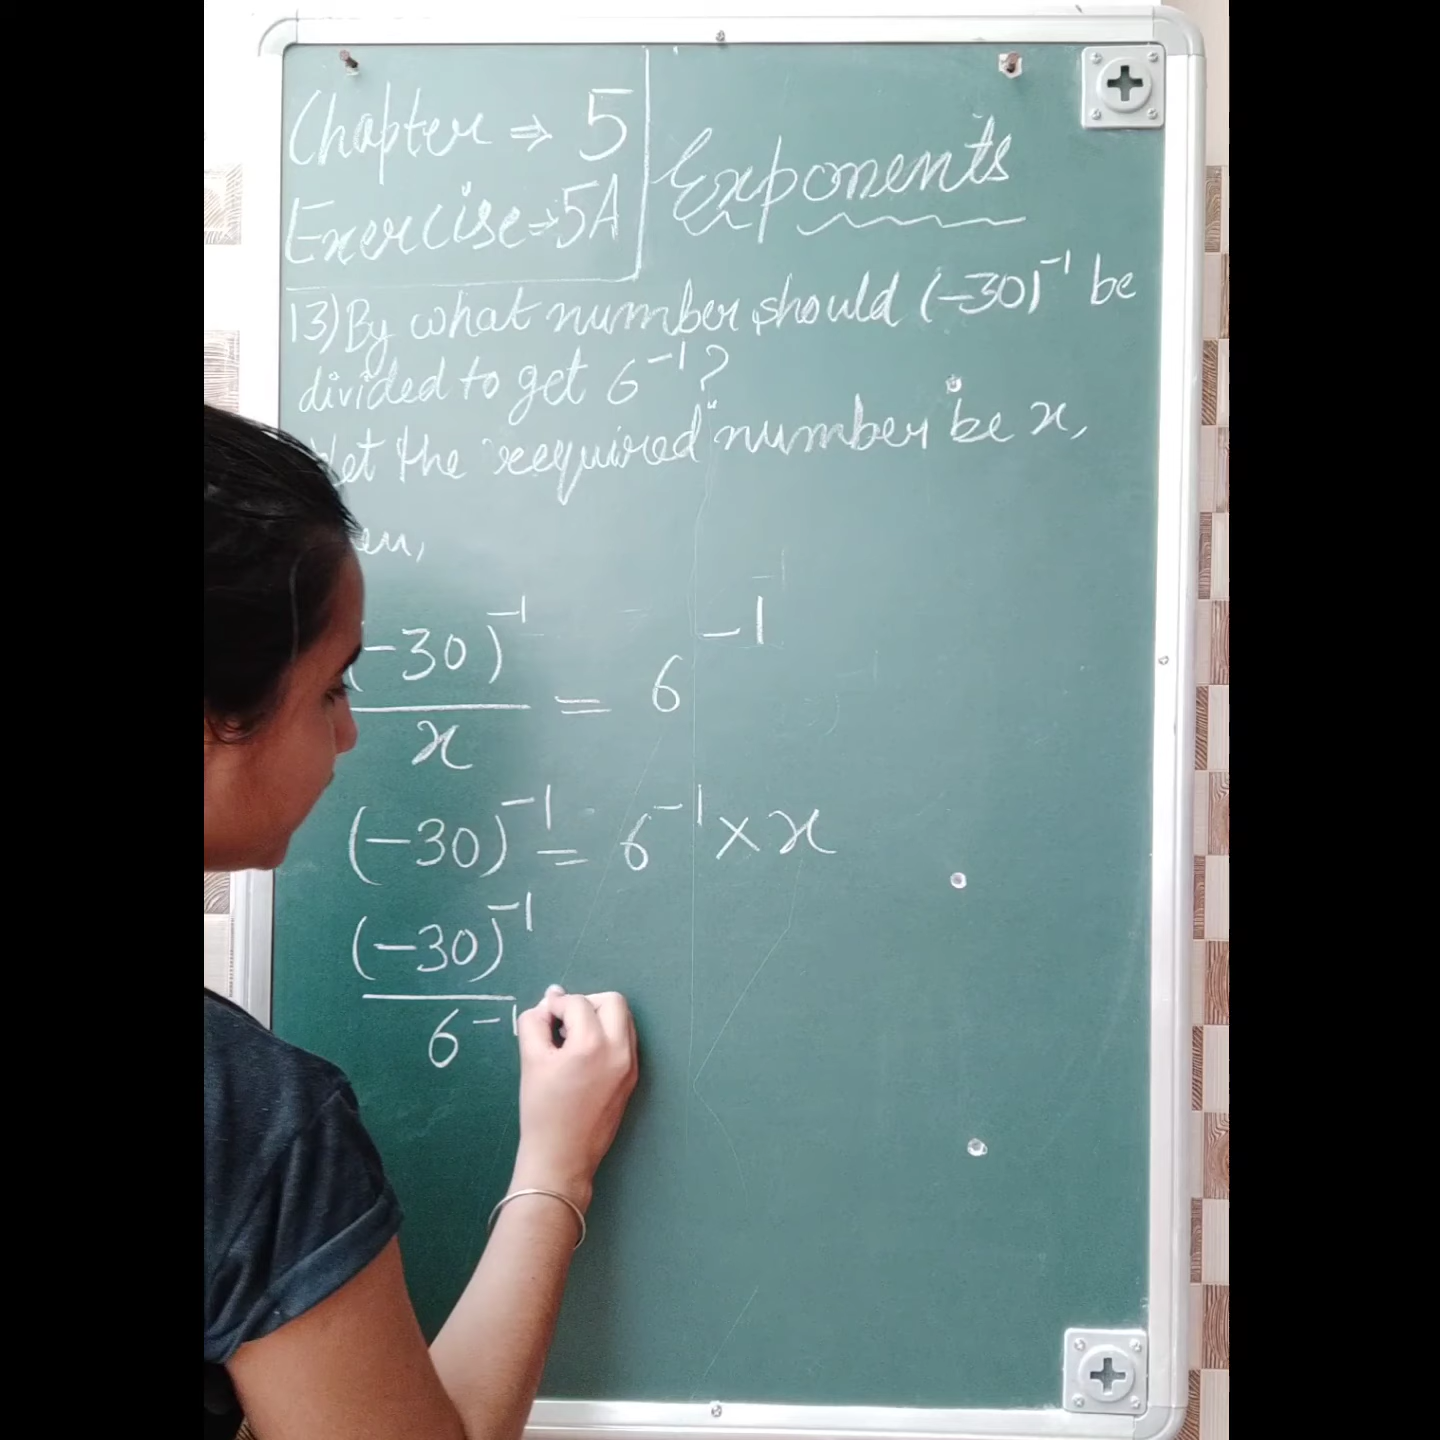 Chapter ⇒ 5
Exercise ⇒ 5A
Exponents
13) By what number should (-30)⁻¹ be
divided to get 6⁻¹?
Let the required number be x,
(-30)⁻¹ / x = 6⁻¹
(-30)⁻¹ = 6⁻¹ × x
(-30)⁻¹ / 6⁻¹